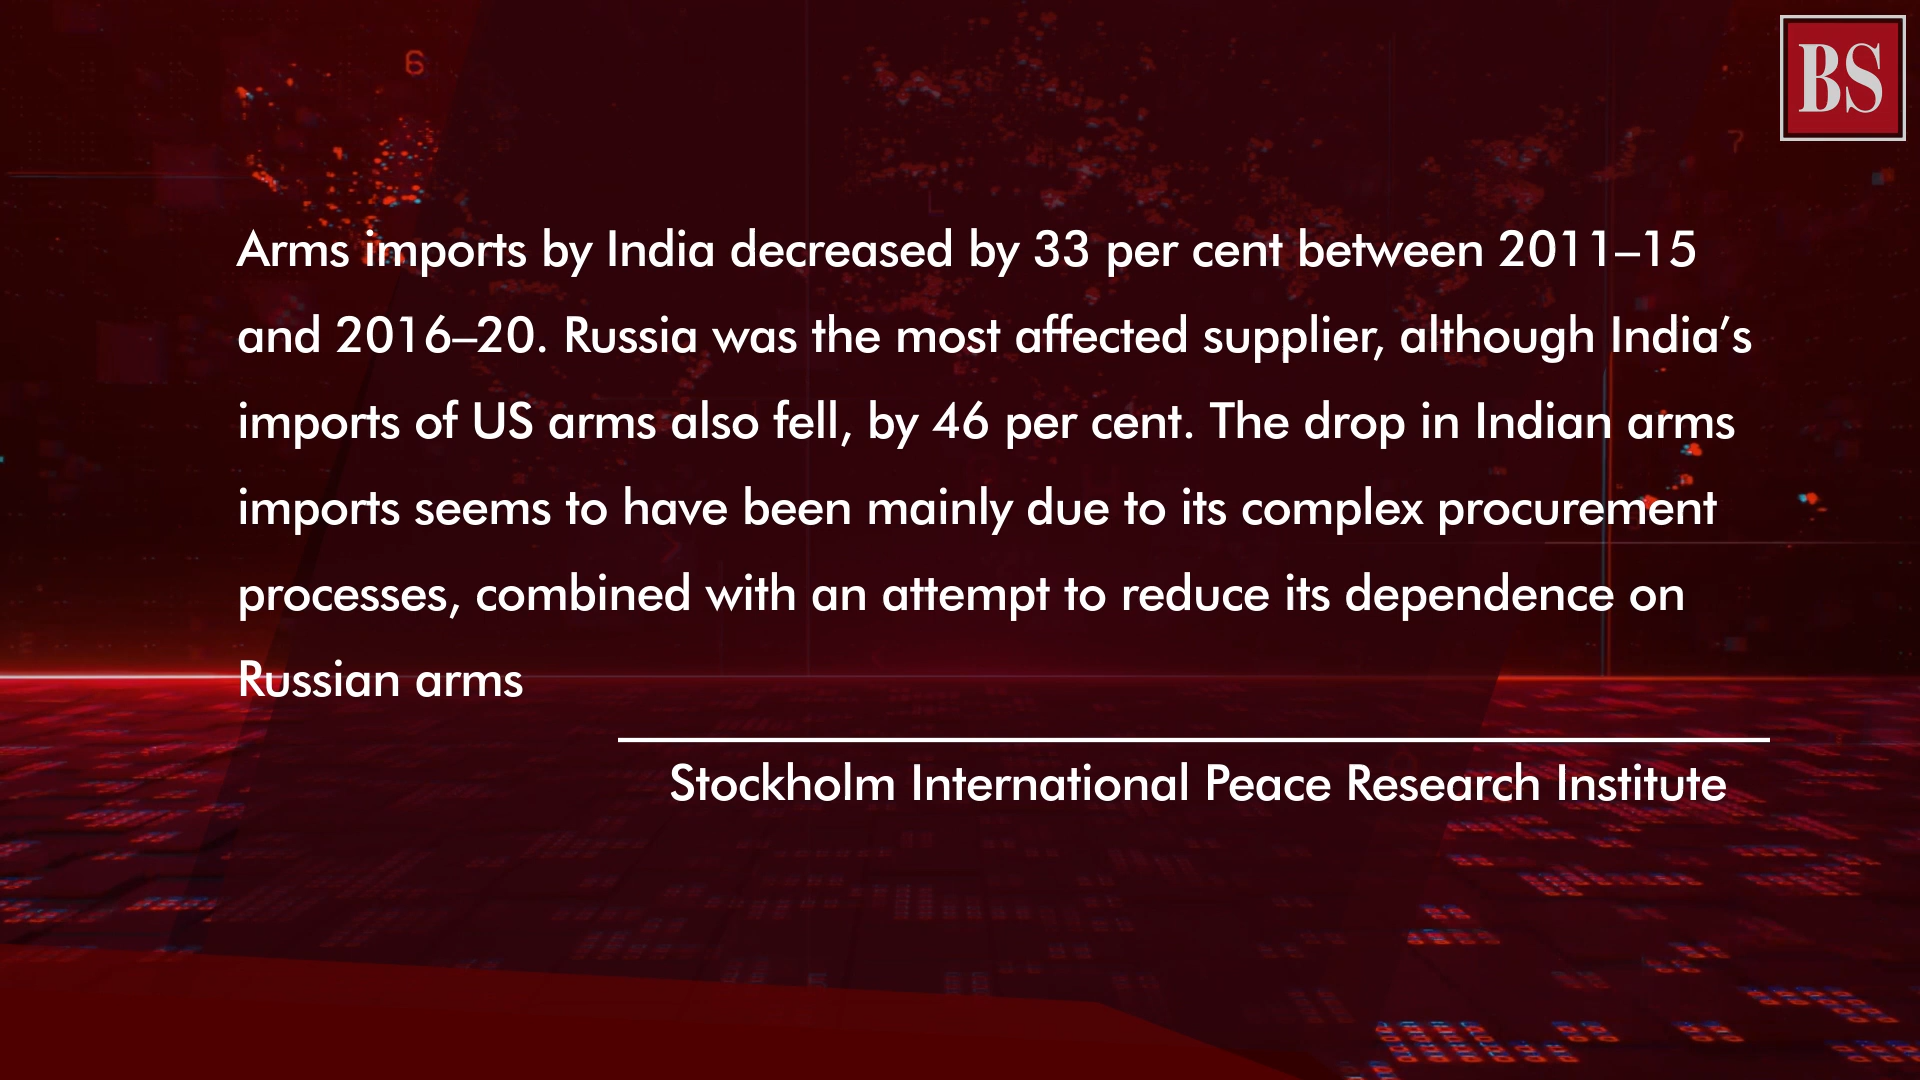 BS
Arms imports by India decreased by 33 per cent between 2011–15
and 2016–20. Russia was the most affected supplier, although India’s
imports of US arms also fell, by 46 per cent. The drop in Indian arms
imports seems to have been mainly due to its complex procurement
processes, combined with an attempt to reduce its dependence on
Russian arms
Stockholm International Peace Research Institute